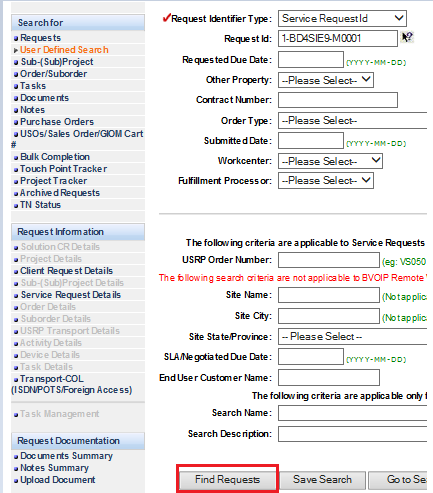 Search for
Requests
User Defined Search
Sub-(Sub)Project
Order/Suborder
Tasks
Documents
Notes
Purchase Orders
USOs/Sales Order/GIOM Cart
#
Bulk Completion
Touch Point Tracker
Project Tracker
Archived Requests
TN Status
Request Information
Solution CR Details
Project Details
Client Request Details
Sub-(Sub)Project Details
Service Request Details
Order Details
Suborder Details
USRP Transport Details
Activity Details
Device Details
Task Details
Transport-COL
(ISDN/POTS/Foreign Access)
Task Management
Request Documentation
Documents Summary
Notes Summary
Upload Document
Request Identifier Type: Service Request Id
Request Id: 1-BD4SIE9-M0001
Requested Due Date: (YYYY-MM-DD)
Other Property: --Please Select--
Contract Number:
Order Type: --Please Select--
Submitted Date: (YYYY-MM-DD)
Workcenter: --Please Select--
Fulfillment Processor: --Please Select--
The following criteria are applicable to Service Requests
USRP Order Number: (eg: VS050
The following search criteria are not applicable to BVOIP Remote
Site Name: (Not applic
Site City: (Not applic
Site State/Province: -- Please Select --
SLA/Negotiated Due Date: (YYYY-MM-DD)
End User Customer Name:
The following criteria are applicable only f
Search Name:
Search Description:
Find Requests Save Search Go to Se